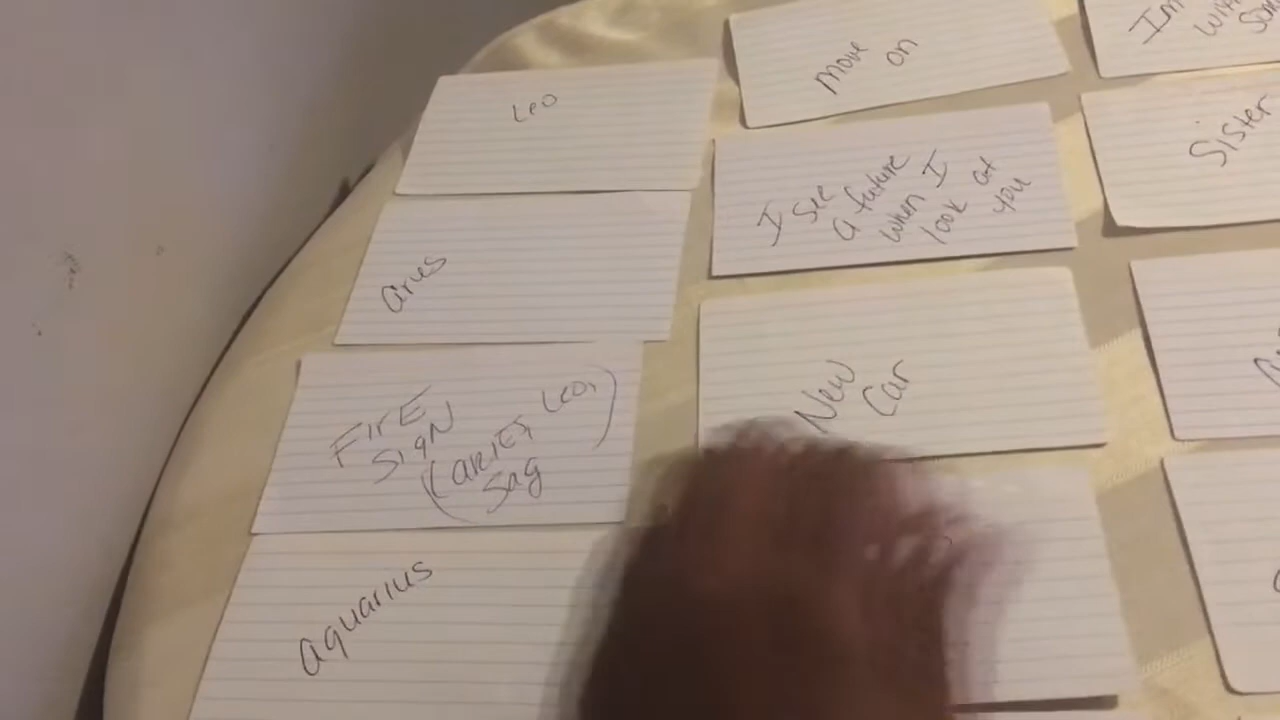 Leo
aries
FirE
SigN
(ARIES, Leo,
Sag)
aquarius
move
on
I see
a future
when I
look at
you
New
Car
Im
Sister